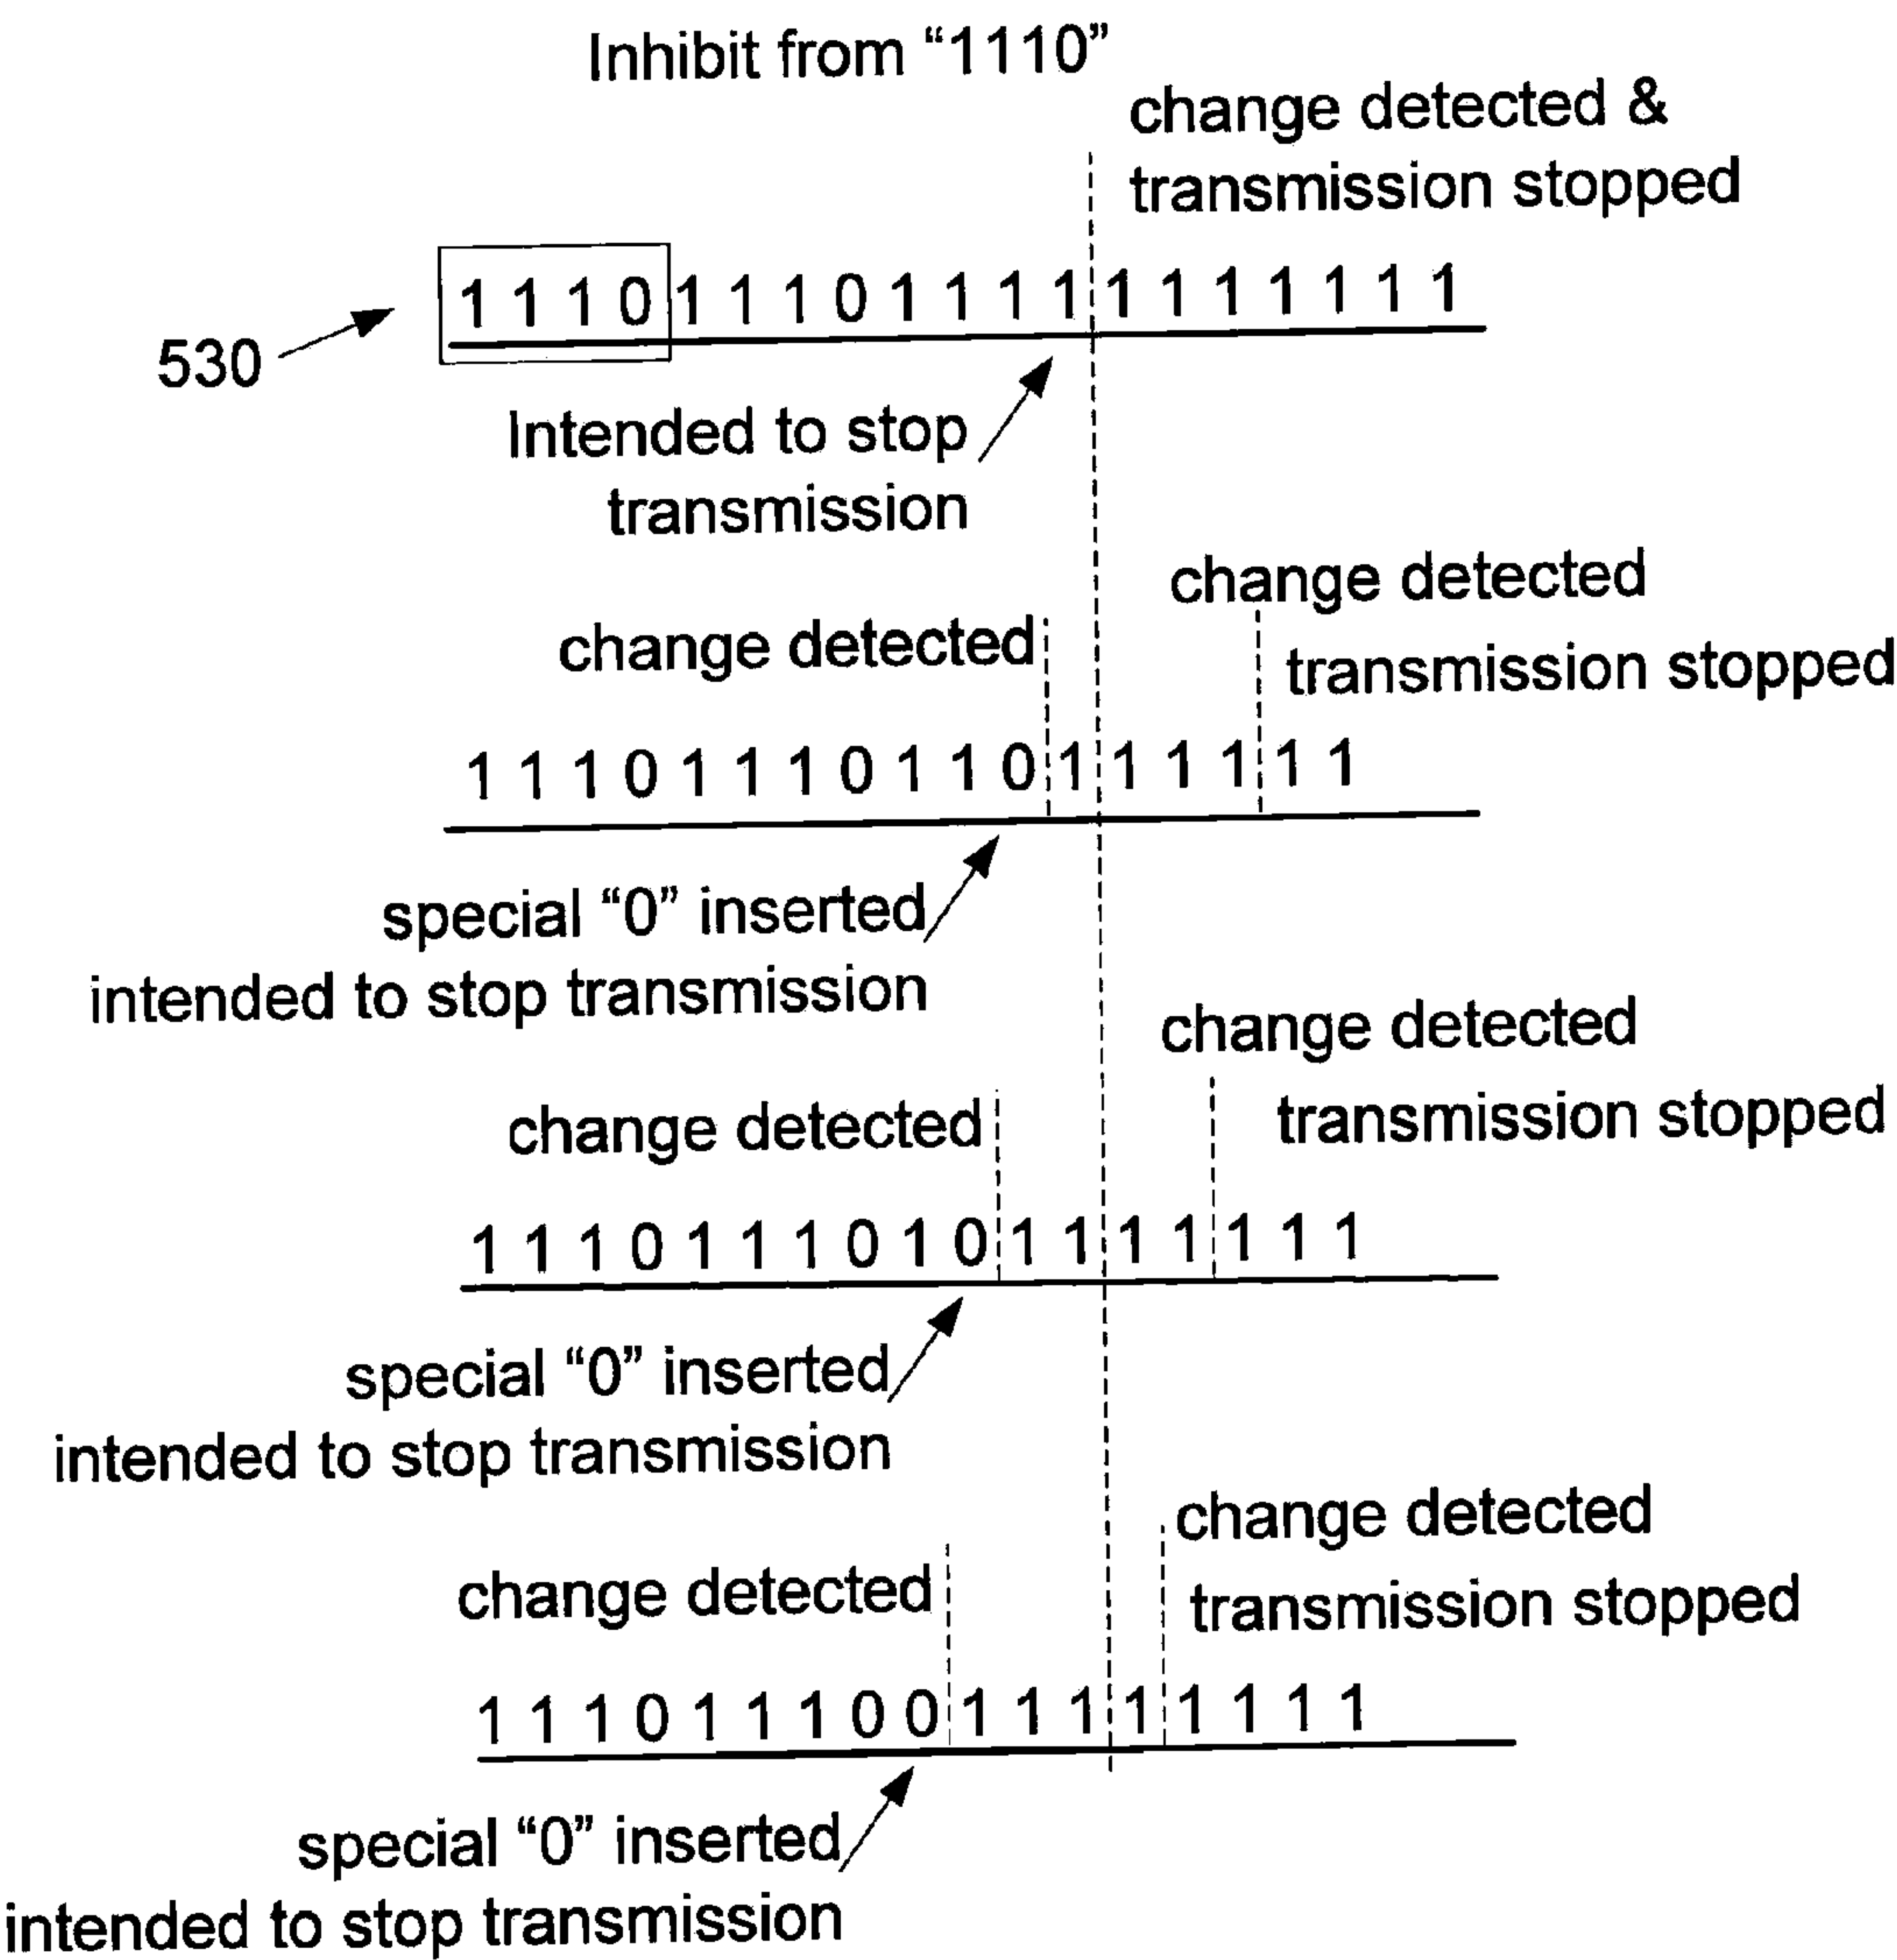 Inhibit from “1110”
change detected &
transmission stopped
1 1 1 0 1 1 1 0 1 1 1 1 1 1 1 1 1 1 1
530
Intended to stop
transmission
change detected
change detected
transmission stopped
1 1 1 0 1 1 1 0 1 1 0 1 1 1 1 1 1
special “0” inserted
intended to stop transmission
change detected
change detected
transmission stopped
1 1 1 0 1 1 1 0 1 0 1 1 1 1 1 1 1
special “0” inserted
intended to stop transmission
change detected
change detected
transmission stopped
1 1 1 0 1 1 1 0 0 1 1 1 1 1 1 1 1
special “0” inserted
intended to stop transmission